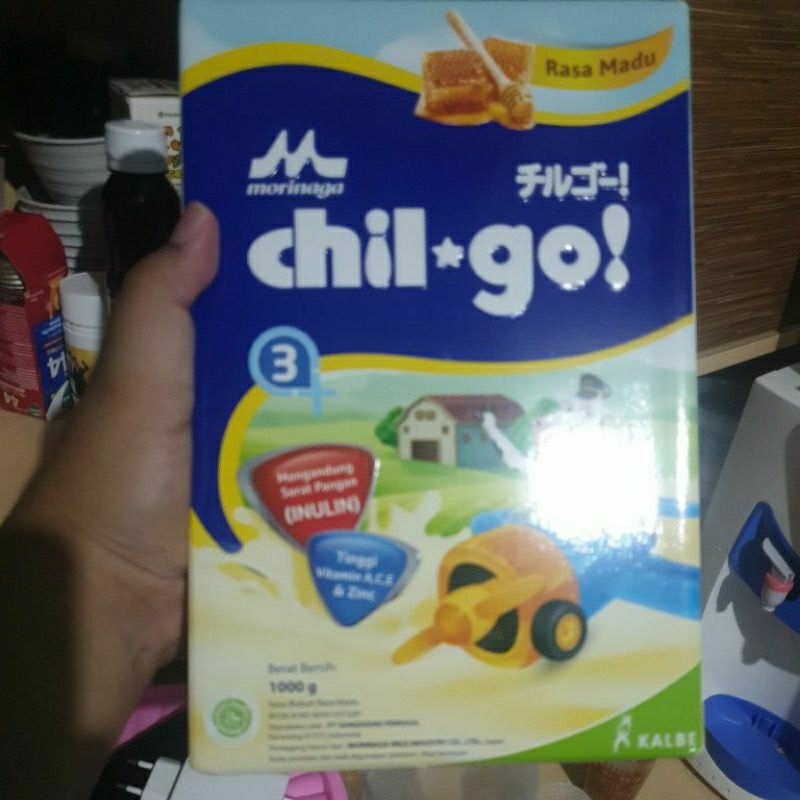 Rasa Madu
morinaga
チルゴー!
chil★go!
3+
Mengandung
Serat Pangan
(INULIN)
Tinggi
Vitamin A,C,E
& Zinc
Berat Bersih:
1000 g
KALBE